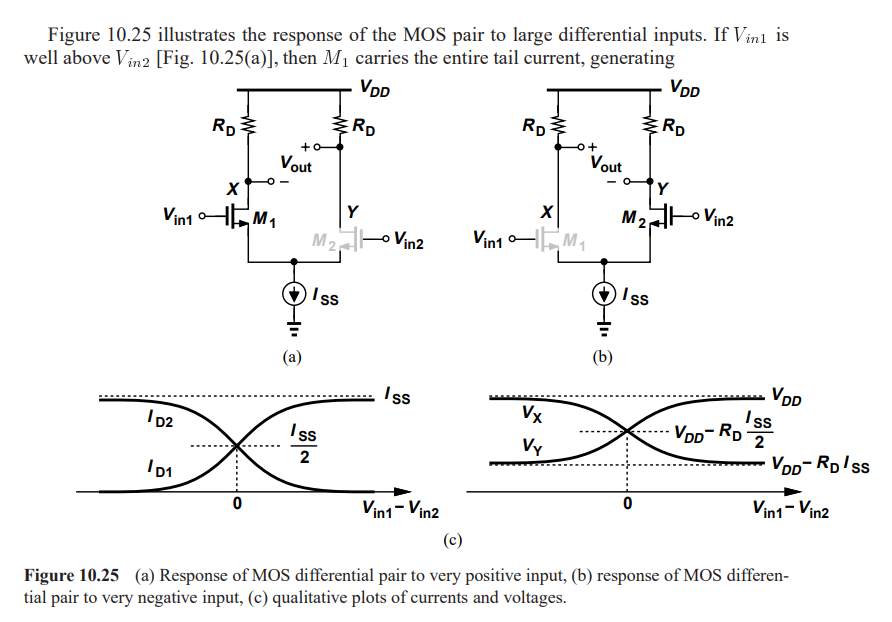 Figure 10.25 illustrates the response of the MOS pair to large differential inputs. If Vin1 is
well above Vin2 [Fig. 10.25(a)], then M1 carries the entire tail current, generating
VDD
RD
RD
+
Vout
X
–
Y
Vin1
M1
M2
Vin2
ISS
(a)
VDD
RD
RD
+
Vout
–
Y
X
M2
Vin2
Vin1
M1
ISS
(b)
ISS
ID2
ISS
2
ID1
0
Vin1 – Vin2
VDD
VX
VDD – RD ISS
2
VY
VDD – RD ISS
0
Vin1 – Vin2
(c)
Figure 10.25 (a) Response of MOS differential pair to very positive input, (b) response of MOS differen-
tial pair to very negative input, (c) qualitative plots of currents and voltages.